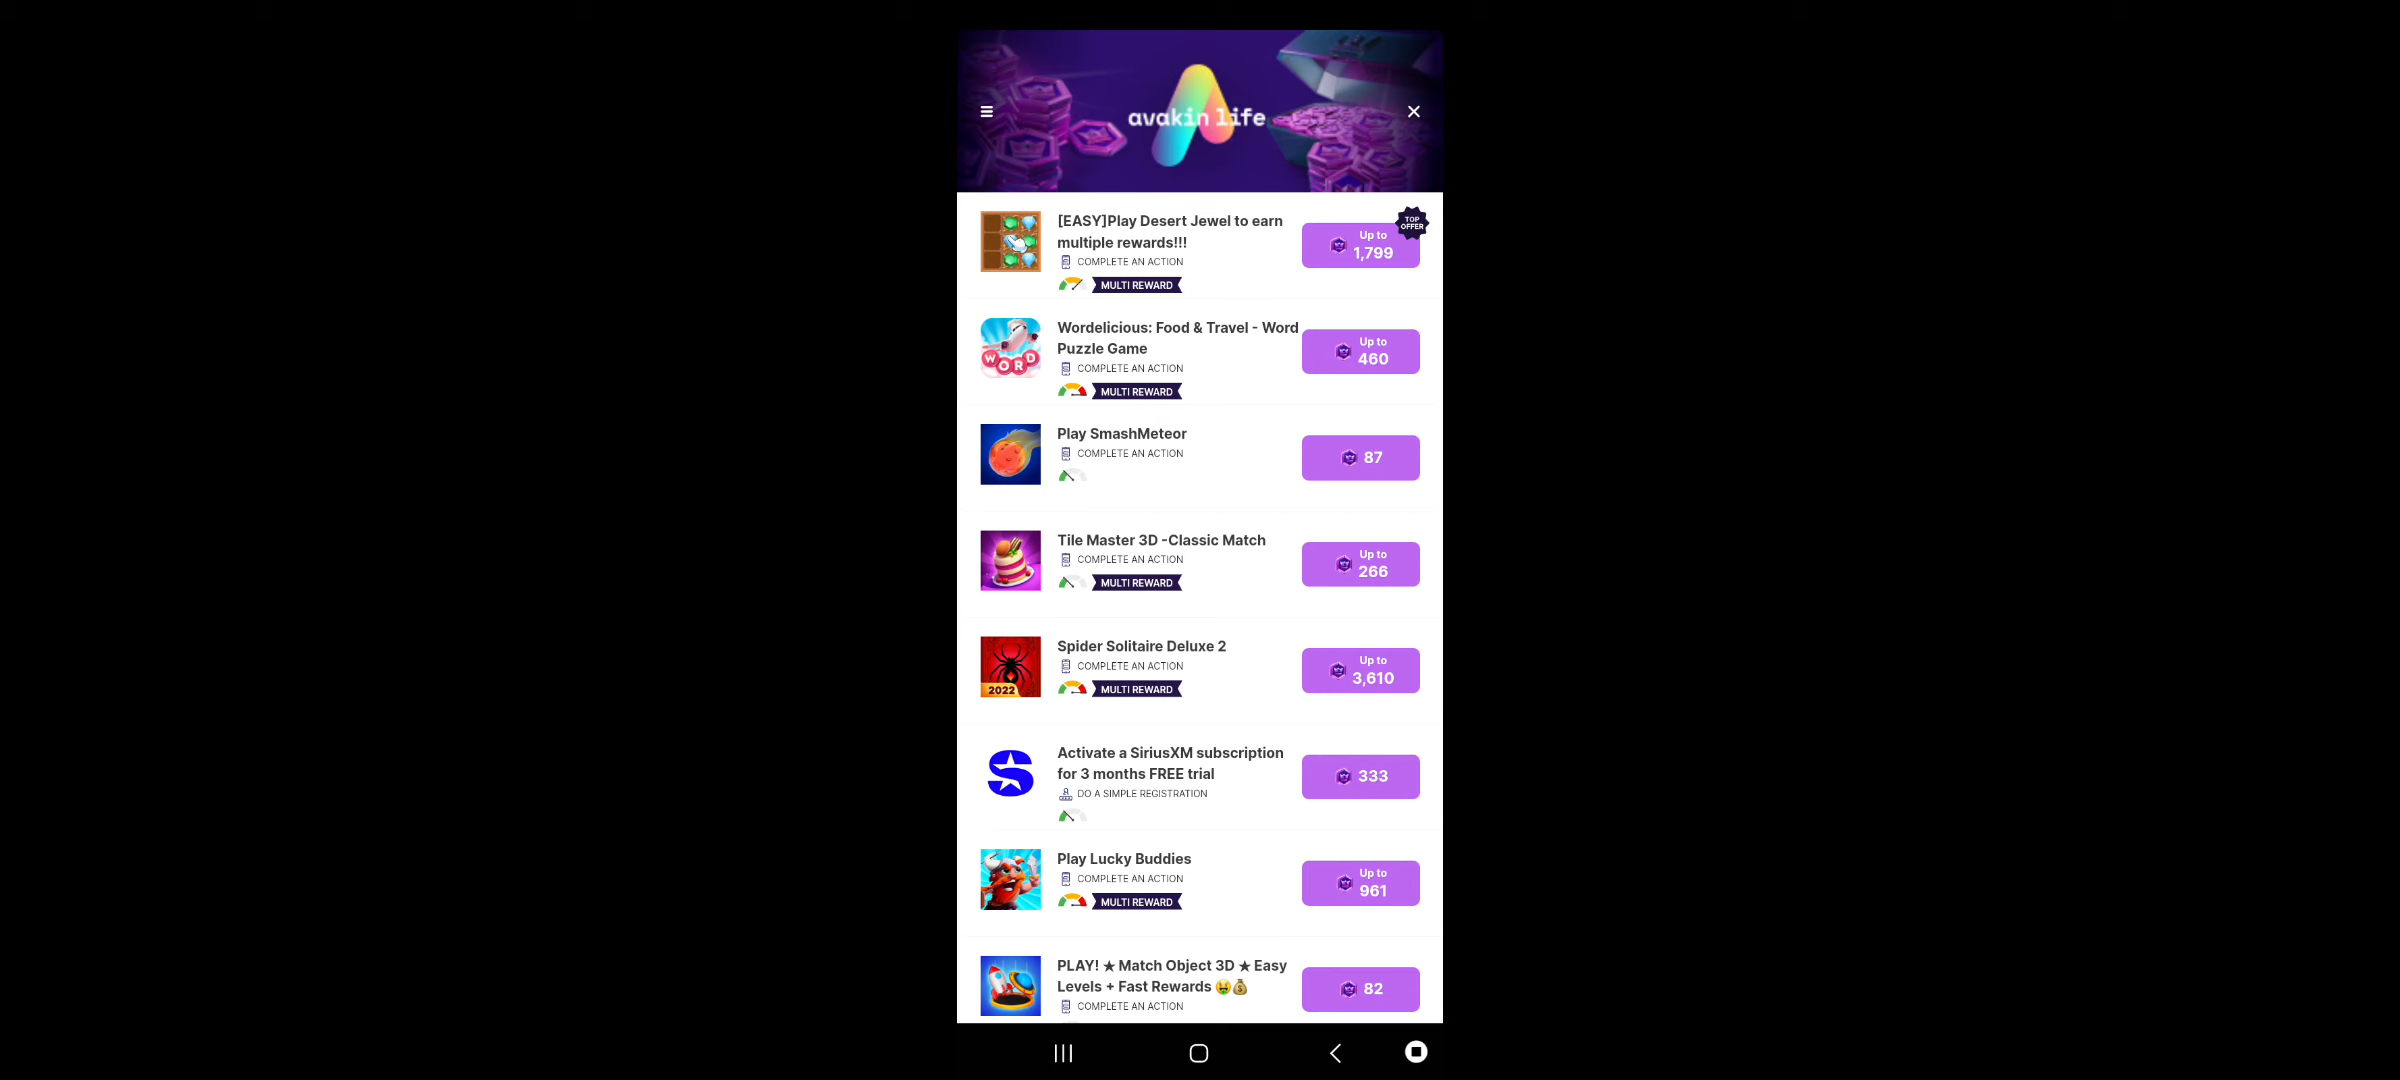 avakin life
[EASY]Play Desert Jewel to earn
multiple rewards!!!
COMPLETE AN ACTION
MULTI REWARD
TOP
OFFER
Up to
1,799
Wordelicious: Food & Travel - Word
Puzzle Game
COMPLETE AN ACTION
MULTI REWARD
Up to
460
WORD
Play SmashMeteor
COMPLETE AN ACTION
87
Tile Master 3D -Classic Match
COMPLETE AN ACTION
MULTI REWARD
Up to
266
Spider Solitaire Deluxe 2
COMPLETE AN ACTION
MULTI REWARD
2022
Up to
3,610
Activate a SiriusXM subscription
for 3 months FREE trial
DO A SIMPLE REGISTRATION
333
Play Lucky Buddies
COMPLETE AN ACTION
MULTI REWARD
Up to
961
PLAY! ★ Match Object 3D ★ Easy
Levels + Fast Rewards 🤑💰
COMPLETE AN ACTION
82